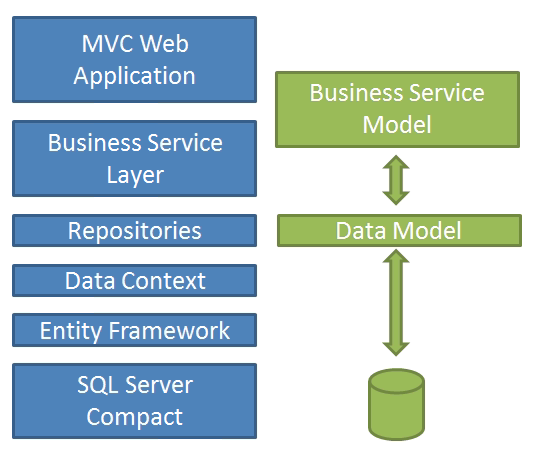 MVC Web
Application
Business Service
Layer
Repositories
Data Context
Entity Framework
SQL Server
Compact
Business Service
Model
Data Model